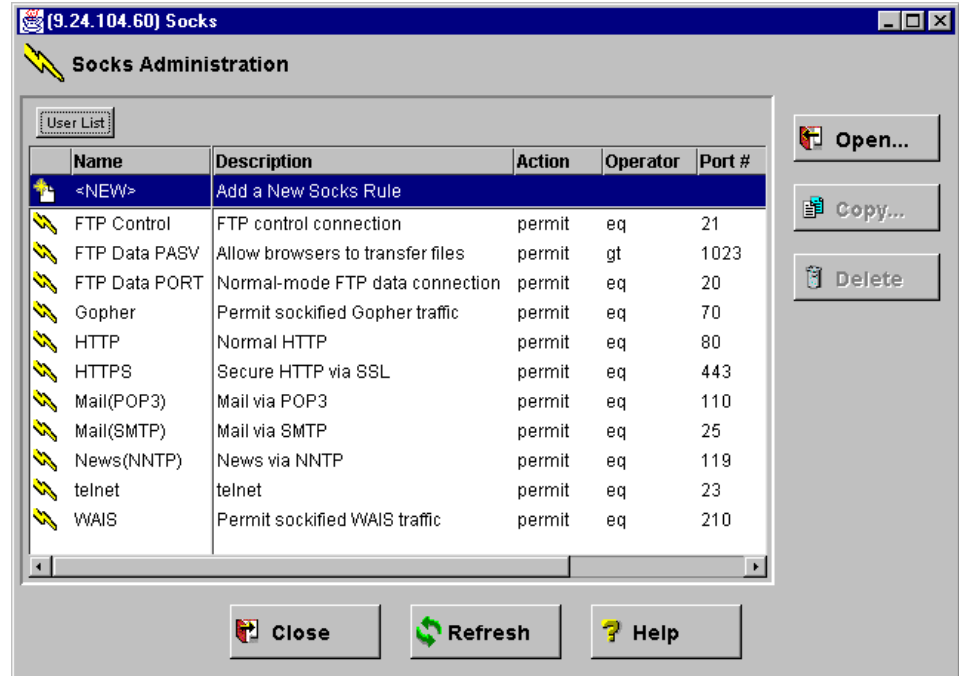 (9.24.104.60) Socks
Socks Administration
User List
Name Description Action Operator Port #
<NEW> Add a New Socks Rule
FTP Control FTP control connection permit eq 21
FTP Data PASV Allow browsers to transfer files permit gt 1023
FTP Data PORT Normal-mode FTP data connection permit eq 20
Gopher Permit sockified Gopher traffic permit eq 70
HTTP Normal HTTP permit eq 80
HTTPS Secure HTTP via SSL permit eq 443
Mail(POP3) Mail via POP3 permit eq 110
Mail(SMTP) Mail via SMTP permit eq 25
News(NNTP) News via NNTP permit eq 119
telnet telnet permit eq 23
WAIS Permit sockified WAIS traffic permit eq 210
Open...
Copy...
Delete
Close Refresh Help